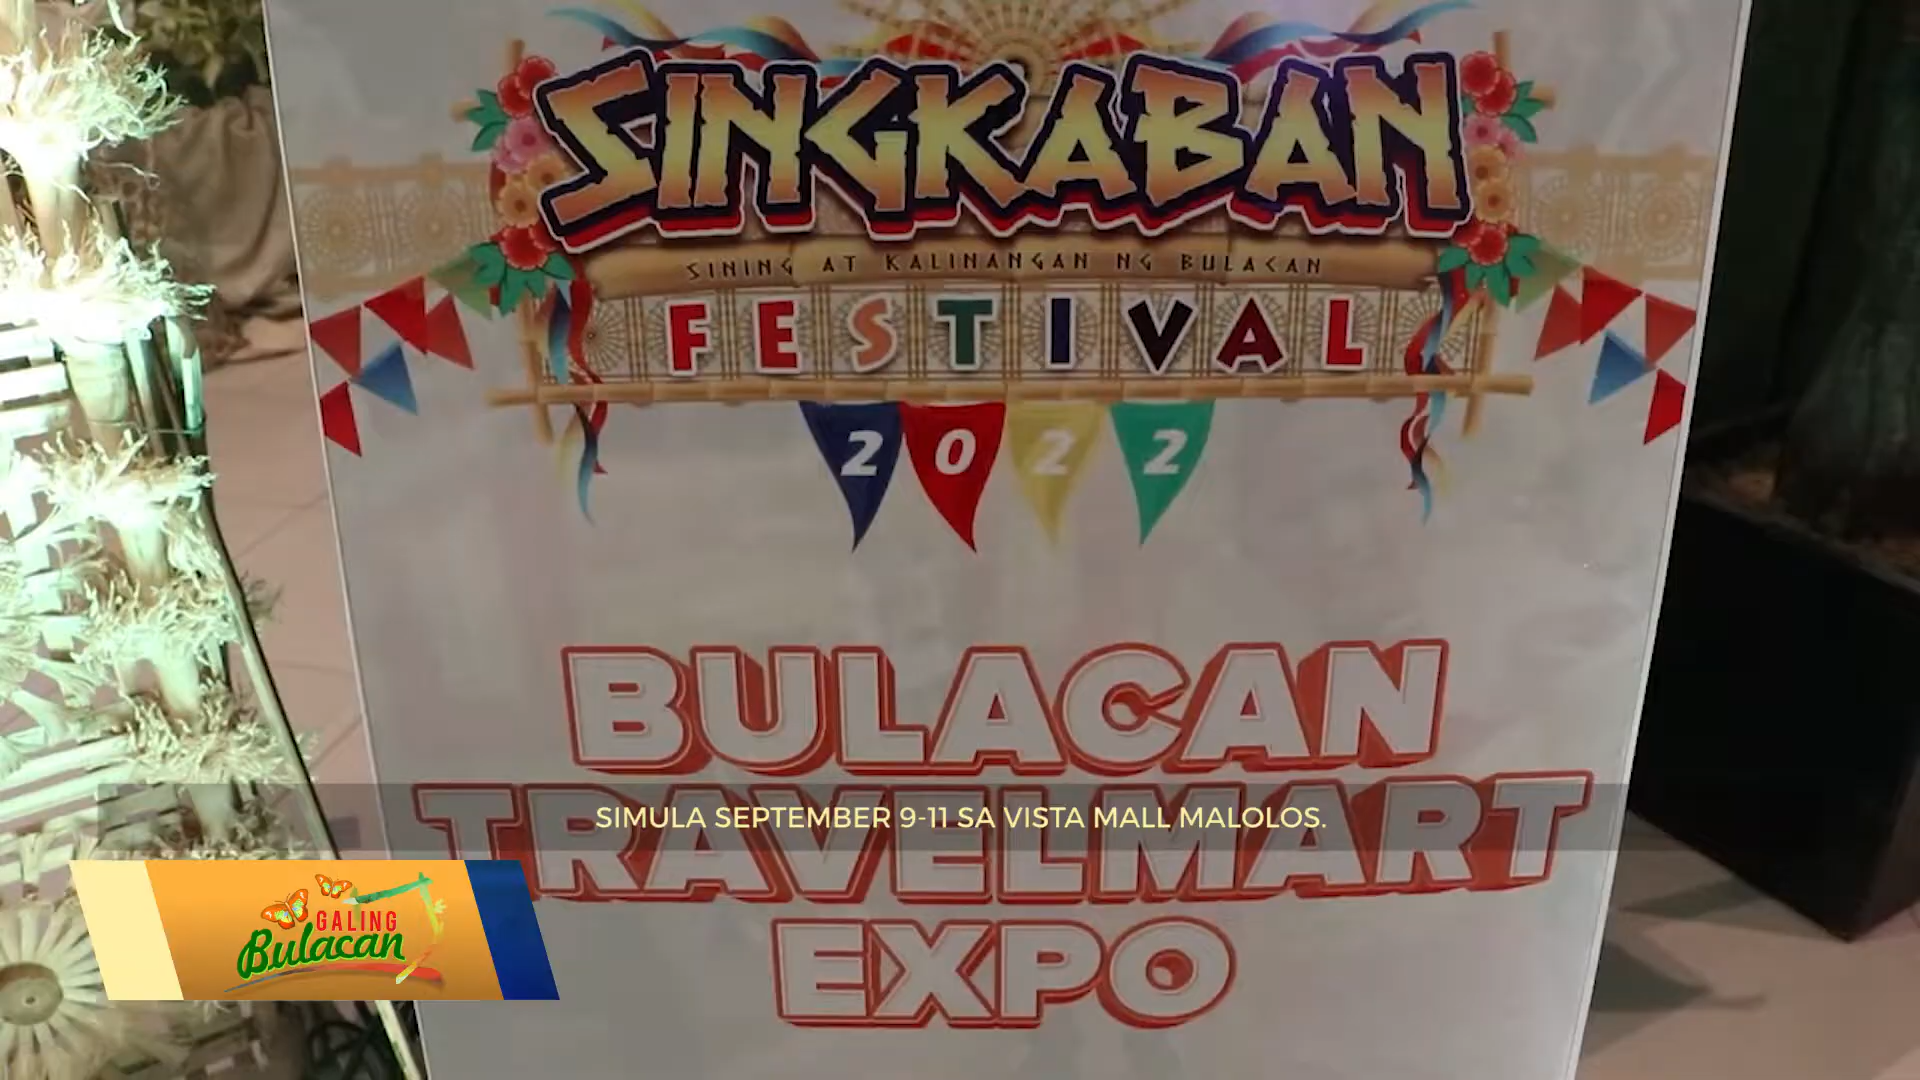 SINGKABAN
SINING AT KALINANGAN NG BULACAN
FESTIVAL
2022
BULACAN
TRAVELMART
EXPO
SIMULA SEPTEMBER 9-11 SA VISTA MALL MALOLOS.
GALING
Bulacan